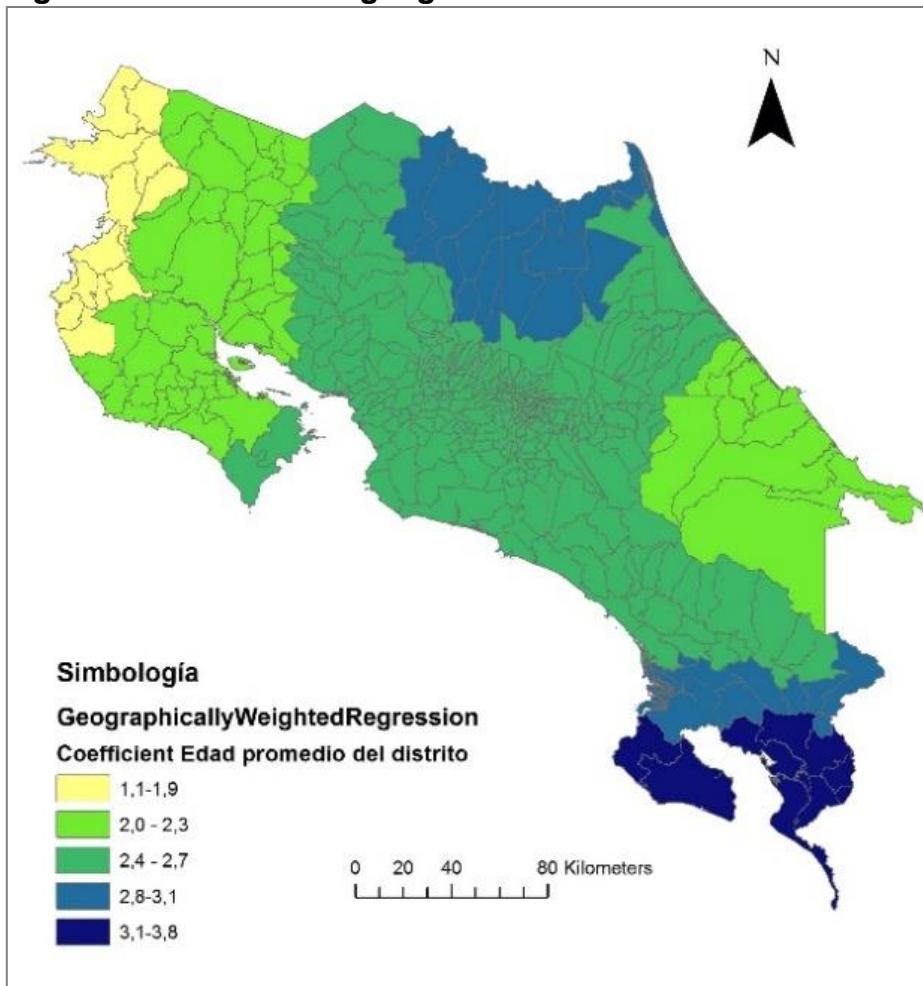 N
Simbología
GeographicallyWeightedRegression
Coefficient Edad promedio del distrito
1,1-1,9
2,0 - 2,3
2,4 - 2,7
2,8-3,1
3,1-3,8
0 20 40 80 Kilometers